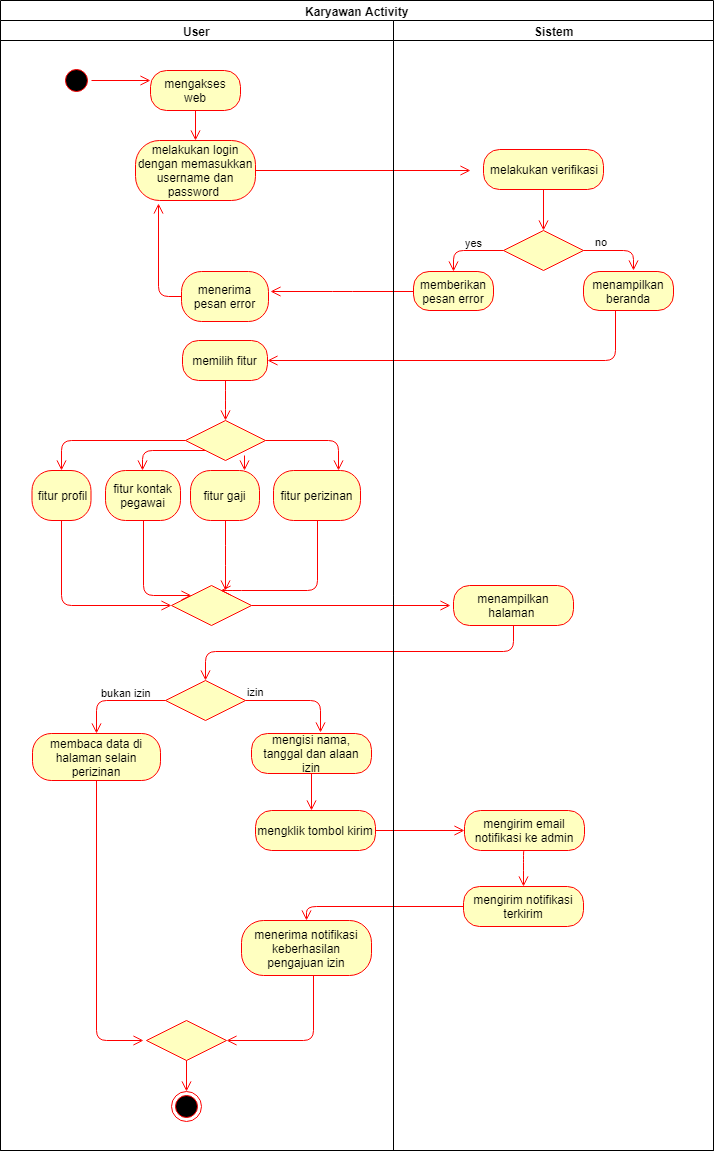 Karyawan Activity
User
Sistem
mengakses
web
melakukan login
dengan memasukkan
username dan
password
melakukan verifikasi
yes
no
memberikan
pesan error
menampilkan
beranda
menerima
pesan error
memilih fitur
fitur profil
fitur kontak
pegawai
fitur gaji
fitur perizinan
menampilkan
halaman
bukan izin
izin
membaca data di
halaman selain
perizinan
mengisi nama,
tanggal dan alaan
izin
mengklik tombol kirim
mengirim email
notifikasi ke admin
mengirim notifikasi
terkirim
menerima notifikasi
keberhasilan
pengajuan izin